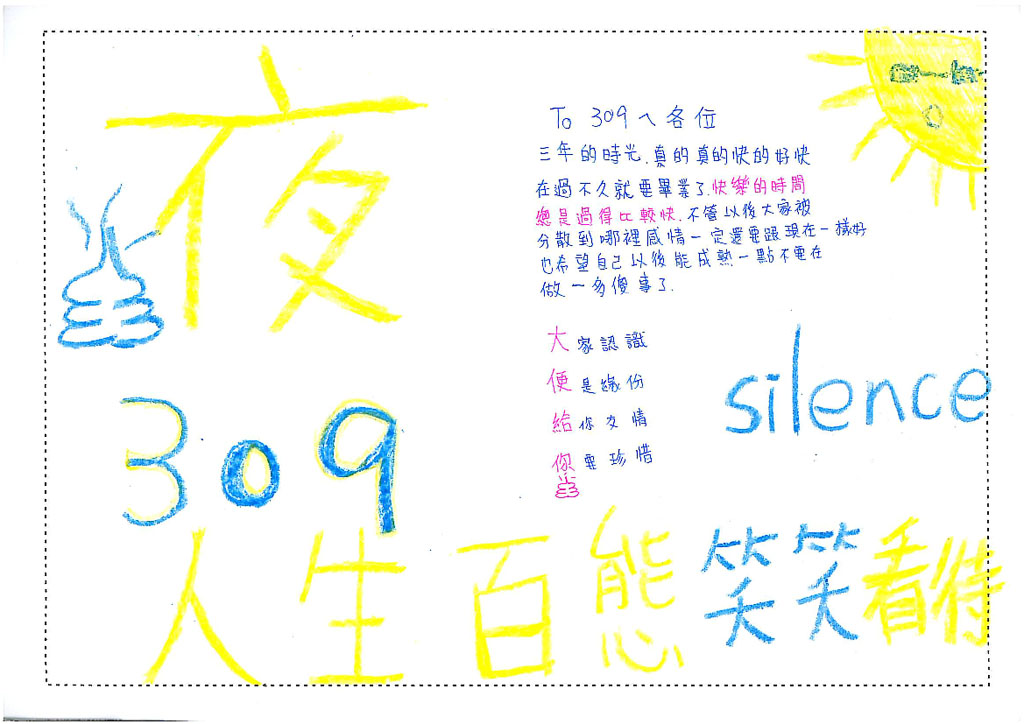 夜
To 309ㄟ各位
三年的時光.真的真的快的好快
在過不久就要畢業了.快樂的時間
總是過得比較快.不管以後大家被
分散到哪裡感情一定還要跟現在一樣好
也希望自己以後能成熟一點不要在
做一多傻事了.
大家認識
便是緣份
給你友情
你要珍惜
silence
309
人生百態笑笑看待